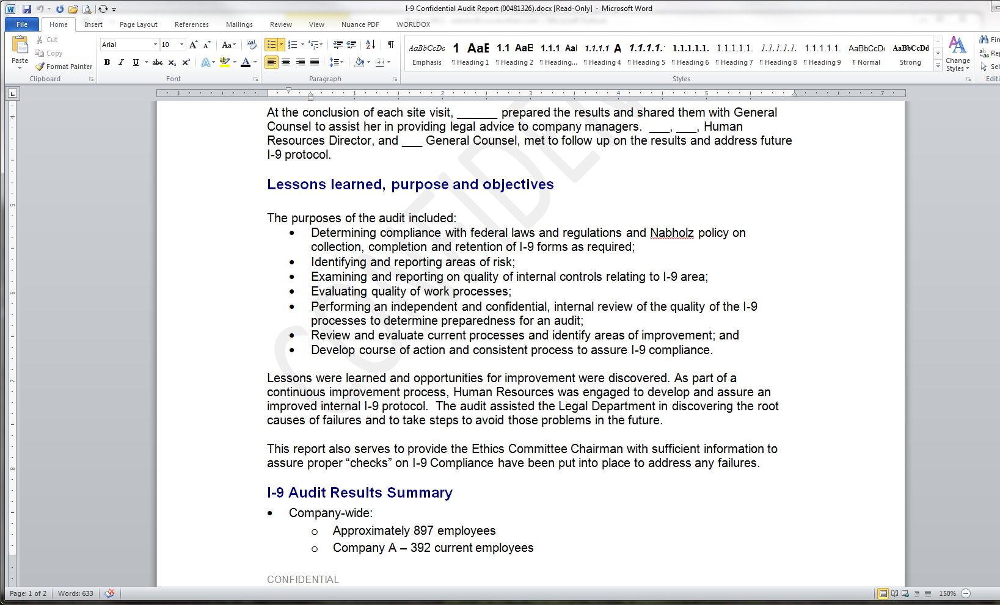 I-9 Confidential Audit Report (00481326).docx [Read-Only] - Microsoft Word
File Home Insert Page Layout References Mailings Review View Nuance PDF WORLDOX
Paste
Cut
Copy
Format Painter
Clipboard
Arial 10
Font
Paragraph
AaBbCcDc 1 AaB 1.1 AaB 1.1.1 Aal 1.1.1.1 A 1.1.1.1. 1.1.1.1.1. 1.1.1.1.1. 1.1.1.1.1. 1.1.1.1.1. AaBbCcDc AaBbCcDd
Emphasis ¶ Heading 1 ¶ Heading 2 ¶ Heading... ¶ Heading 4 ¶ Heading 5 ¶ Heading 6 ¶ Heading 7 ¶ Heading 8 ¶ Heading 9 ¶ Normal Strong
Change
Styles
Styles
Fin
Rep
Sel
Editi
1 1 2 3 4 5 7
4
5
6
7
8
At the conclusion of each site visit, ______ prepared the results and shared them with General
Counsel to assist her in providing legal advice to company managers. ___, ___, Human
Resources Director, and ___ General Counsel, met to follow up on the results and address future
I-9 protocol.
Lessons learned, purpose and objectives
The purposes of the audit included:
• Determining compliance with federal laws and regulations and Nabholz policy on
collection, completion and retention of I-9 forms as required;
• Identifying and reporting areas of risk;
• Examining and reporting on quality of internal controls relating to I-9 area;
• Evaluating quality of work processes;
• Performing an independent and confidential, internal review of the quality of the I-9
processes to determine preparedness for an audit;
• Review and evaluate current processes and identify areas of improvement; and
• Develop course of action and consistent process to assure I-9 compliance.
Lessons were learned and opportunities for improvement were discovered. As part of a
continuous improvement process, Human Resources was engaged to develop and assure an
improved internal I-9 protocol. The audit assisted the Legal Department in discovering the root
causes of failures and to take steps to avoid those problems in the future.
This report also serves to provide the Ethics Committee Chairman with sufficient information to
assure proper “checks” on I-9 Compliance have been put into place to address any failures.
I-9 Audit Results Summary
• Company-wide:
o Approximately 897 employees
o Company A – 392 current employees
CONFIDENTIAL
CONFIDEN
Page: 1 of 2 Words: 633 150%